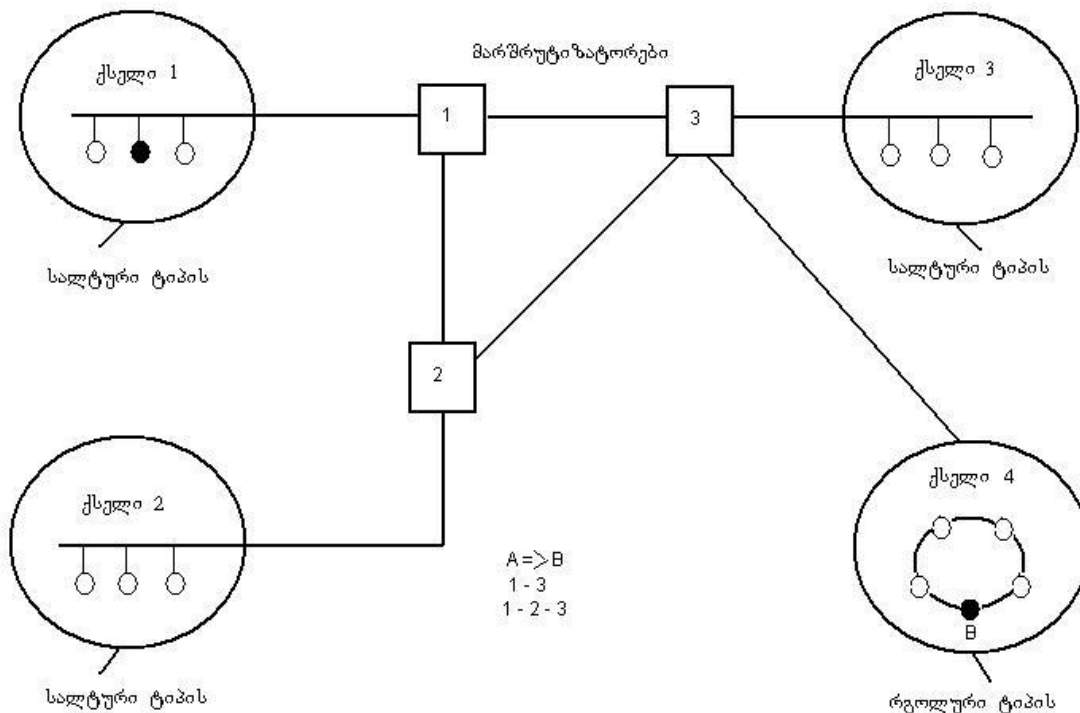 ქსელი 1
მარშრუტიზატორები
ქსელი 3
1
3
სალტური ტიპის
სალტური ტიპის
2
ქსელი 2
ქსელი 4
A=>B
1 - 3
1 - 2 - 3
B
სალტური ტიპის
რგოლური ტიპის